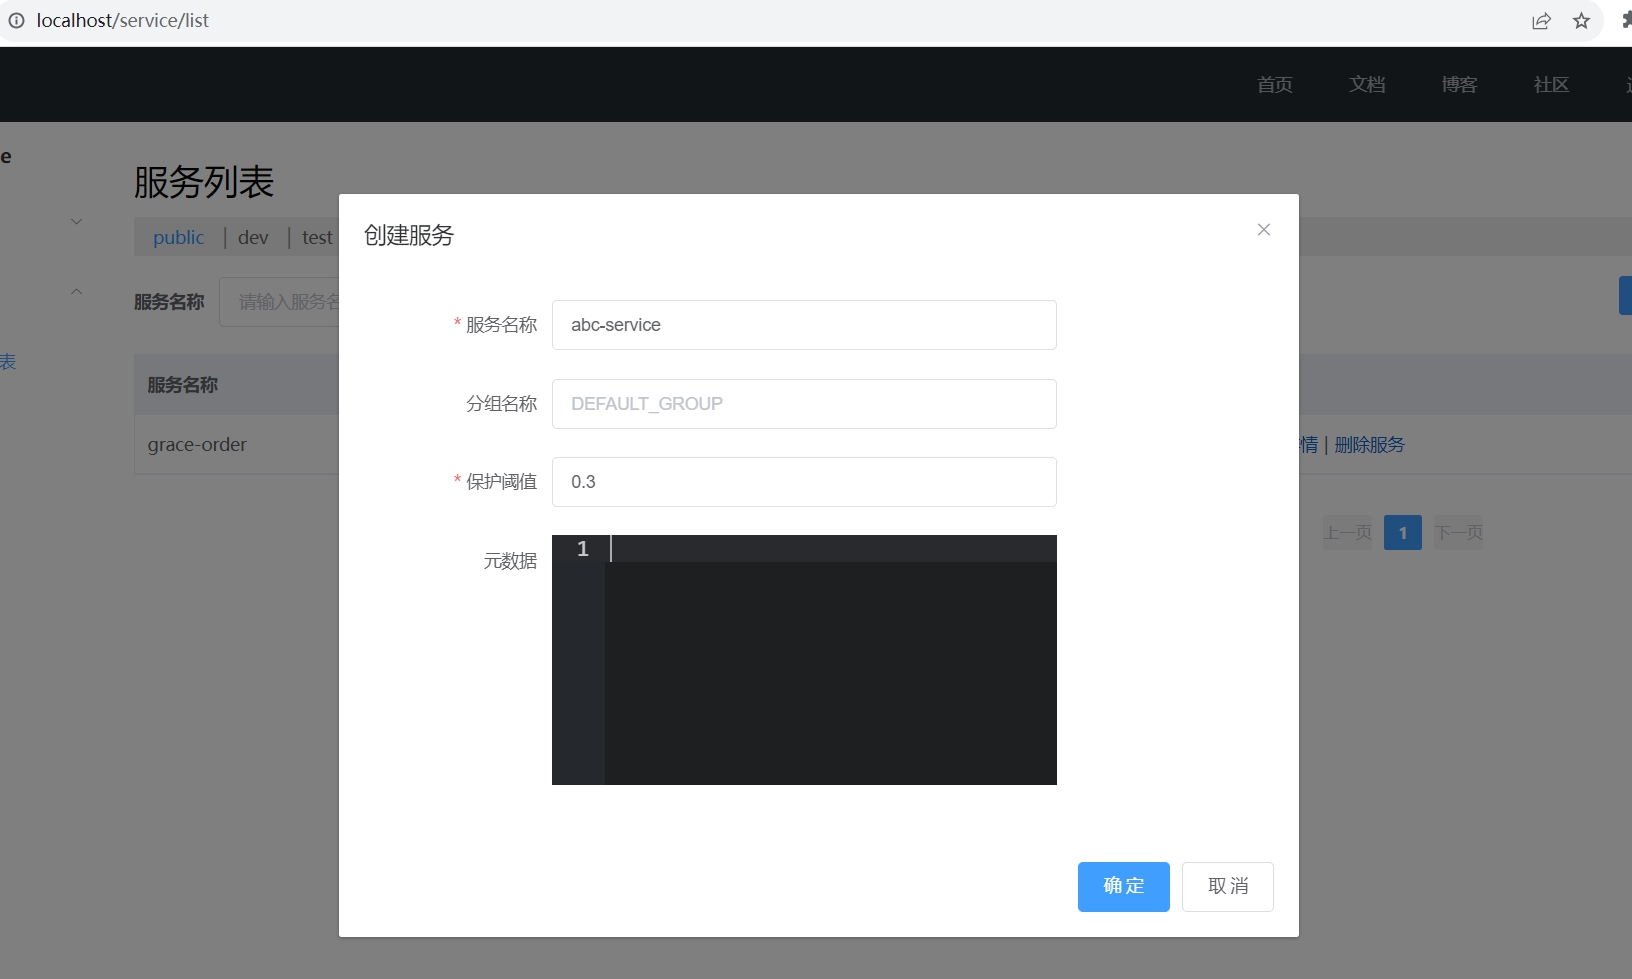 localhost/service/list
首页 文档 博客 社区
e
服务列表
public | dev | test
创建服务
服务名称 请输入服务名
* 服务名称 abc-service
表
服务名称
分组名称 DEFAULT_GROUP
grace-order
情 | 删除服务
* 保护阈值 0.3
上一页 1 下一页
元数据 1
确定 取消